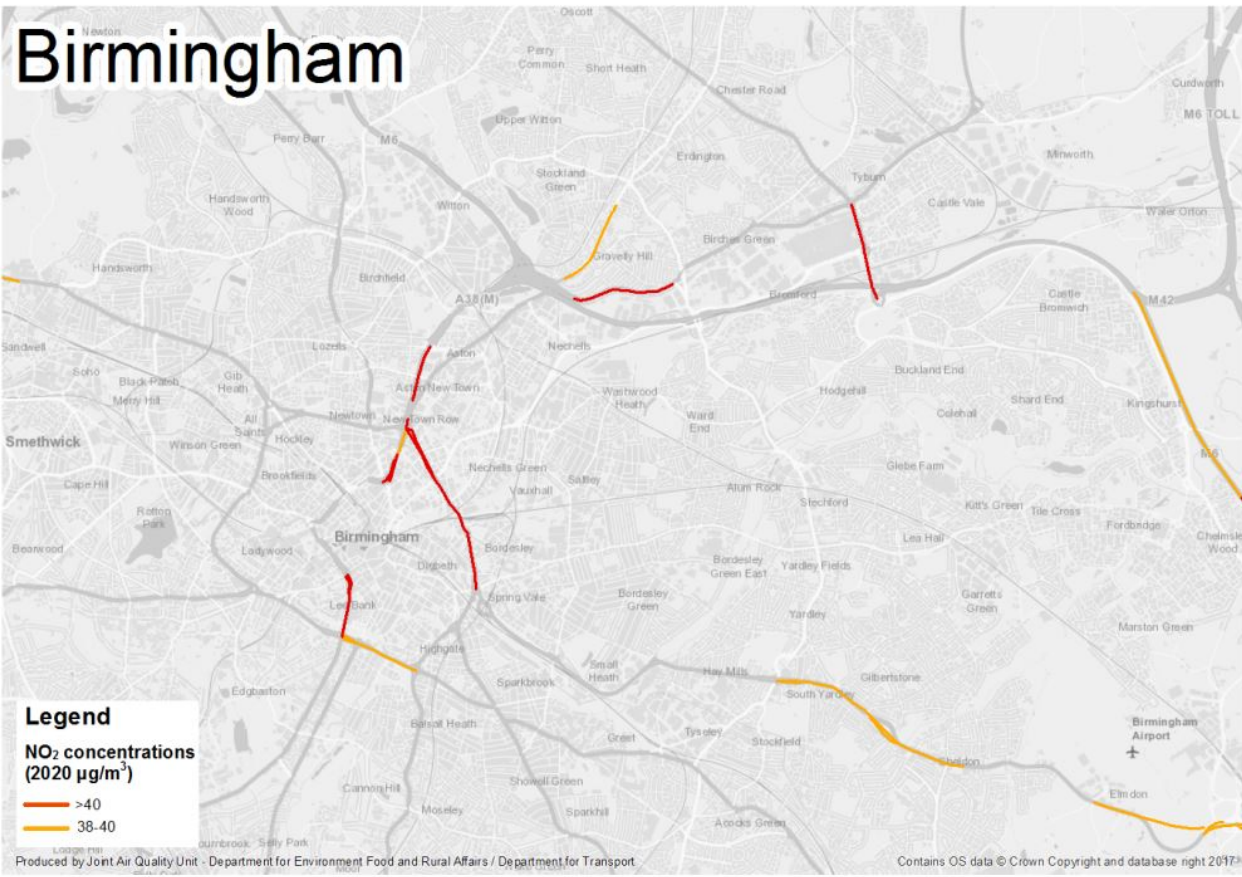 Birmingham
Newton
Oscott
Perry
Common
Short Heath
Chester Road
Curdworth
M6 TOLL
Upper Witton
Perry Barr
M6
Erdington
Minworth
Stockland
Green
Tyburn
Handsworth
Wood
Witton
Castle Vale
Water Orton
Birches Green
Gravelly Hill
Handsworth
Birchfield
A38(M)
Bromford
Castle
Bromwich
M42
Sandwell
Lozells
Aston
Nechells
Soho
Black Patch
Gib
Heath
Merry Hill
Aston New Town
Washwood
Heath
Hodgehill
Buckland End
Shard End
Kingshurst
All
Saints
Newtown
New Town Row
Ward
End
Colehall
Smethwick
Winson Green
Hockley
M6
Cape Hill
Brookfields
Nechells Green
Saltley
Glebe Farm
Vauxhall
Alum Rock
Stechford
Kitt's Green
Tile Cross
Rotton
Park
Fordbridge
Bearwood
Ladywood
Birmingham
Lea Hall
Chelmsle
Wood
Bordesley
Digbeth
Bordesley
Green East
Yardley Fields
Lee Bank
Spring Vale
Bordesley
Green
Garretts
Green
Yardley
Marston Green
Highgate
Small
Heath
Hay Mills
Gilbertstone
Edgbaston
Sparkbrook
South Yardley
Legend
NO₂ concentrations
(2020 µg/m³)
>40
38-40
Balsall Heath
Greet
Tyseley
Stockfield
Birmingham
Airport
Sheldon
Cannon Hill
Showell Green
Elmdon
Moseley
Sparkhill
Acocks Green
ournbrook
Selly Park
Produced by Joint Air Quality Unit - Department for Environment Food and Rural Affairs / Department for Transport
Contains OS data © Crown Copyright and database right 2017